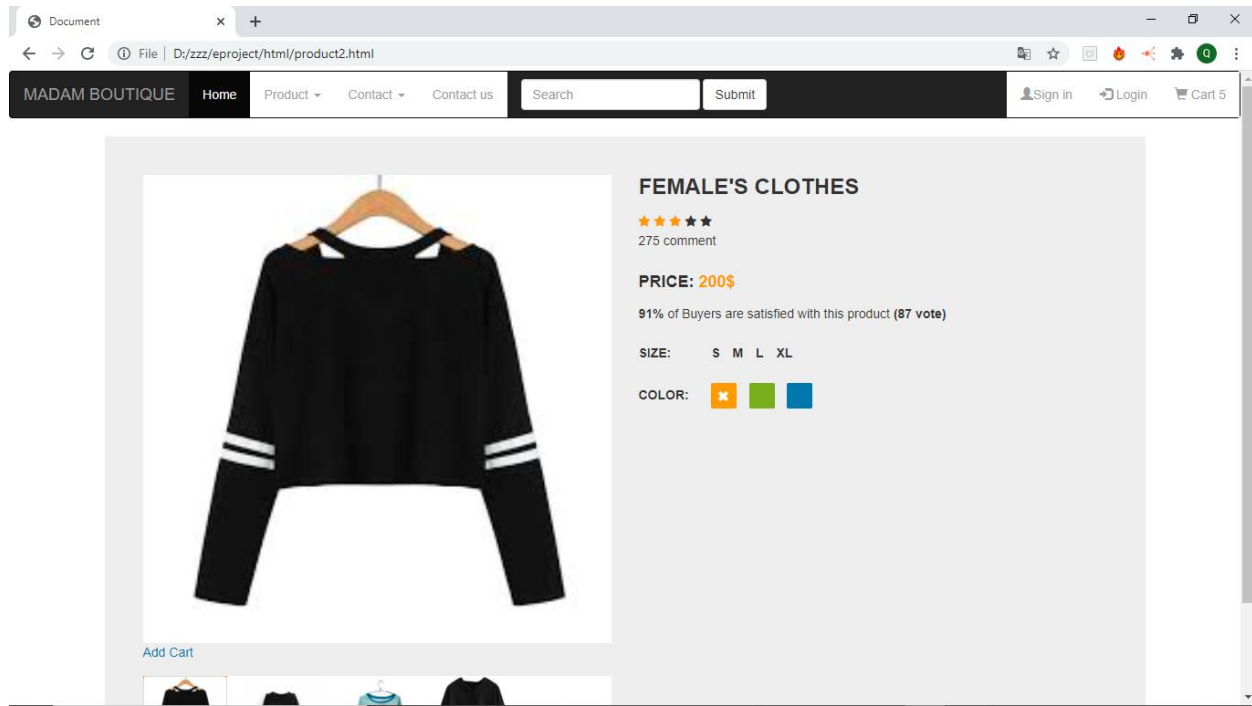 Document
File D:/zzz/eproject/html/product2.html
Q
MADAM BOUTIQUE Home Product Contact Contact us Search Submit Sign in Login Cart 5
FEMALE'S CLOTHES
275 comment
PRICE: 200$
91% of Buyers are satisfied with this product (87 vote)
SIZE: S M L XL
COLOR:
Add Cart